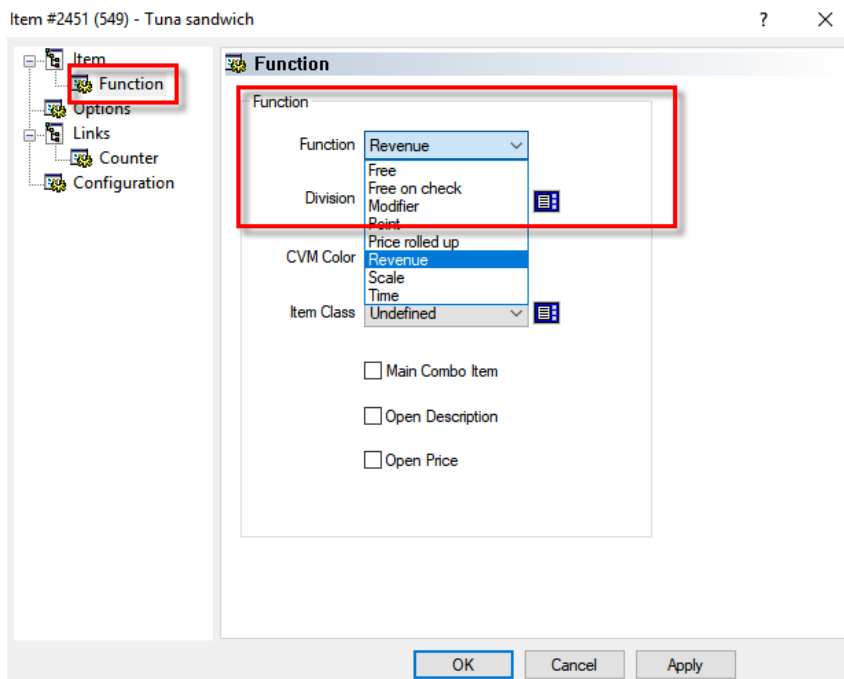 Item #2451 (549) - Tuna sandwich ? ×
Item
Function
Options
Links
Counter
Configuration
Function
Function
Function Revenue
Free
Free on check
Division
Modifier
Point
Price rolled up
CVM Color
Revenue
Scale
Time
Item Class Undefined
Main Combo Item
Open Description
Open Price
OK Cancel Apply